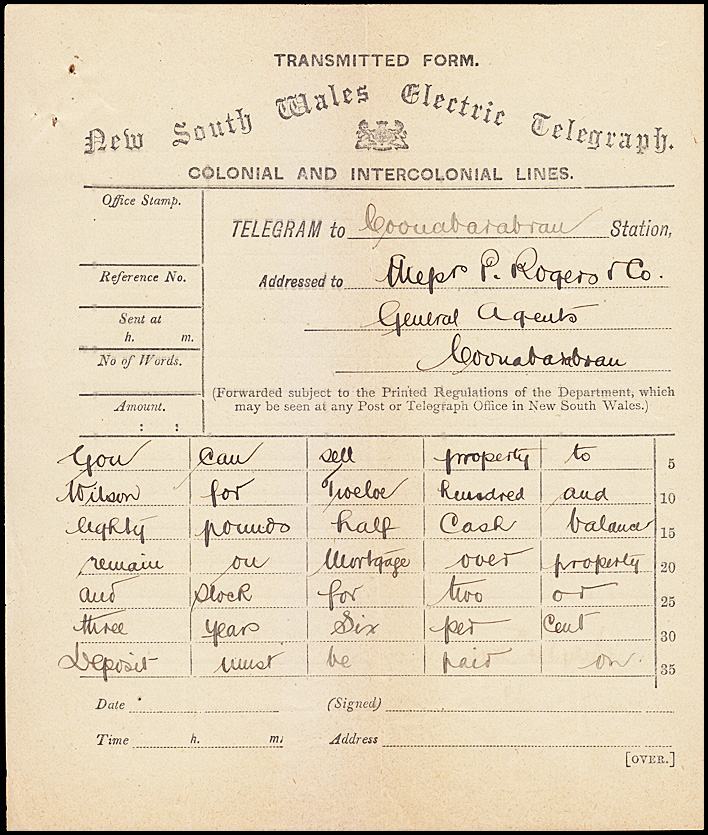 TRANSMITTED FORM.
New South Wales Electric Telegraph.
COLONIAL AND INTERCOLONIAL LINES.
Office Stamp.
Reference No.
Sent at
h. m.
No of Words.
Amount.
: :
TELEGRAM to Coonabarabran Station,
Addressed to Messrs P. Rogers & Co.
General Agents
Coonabarabran
(Forwarded subject to the Printed Regulations of the Department, which
may be seen at any Post or Telegraph Office in New South Wales.)
You can sell property to 5
Wilson for Twelve hundred and 10
eighty pounds half Cash balance 15
remain on Mortgage over property 20
and Stock for two or 25
three years Six per Cent 30
Deposit must be paid on 35
Date (Signed)
Time h. m. Address
[OVER.]